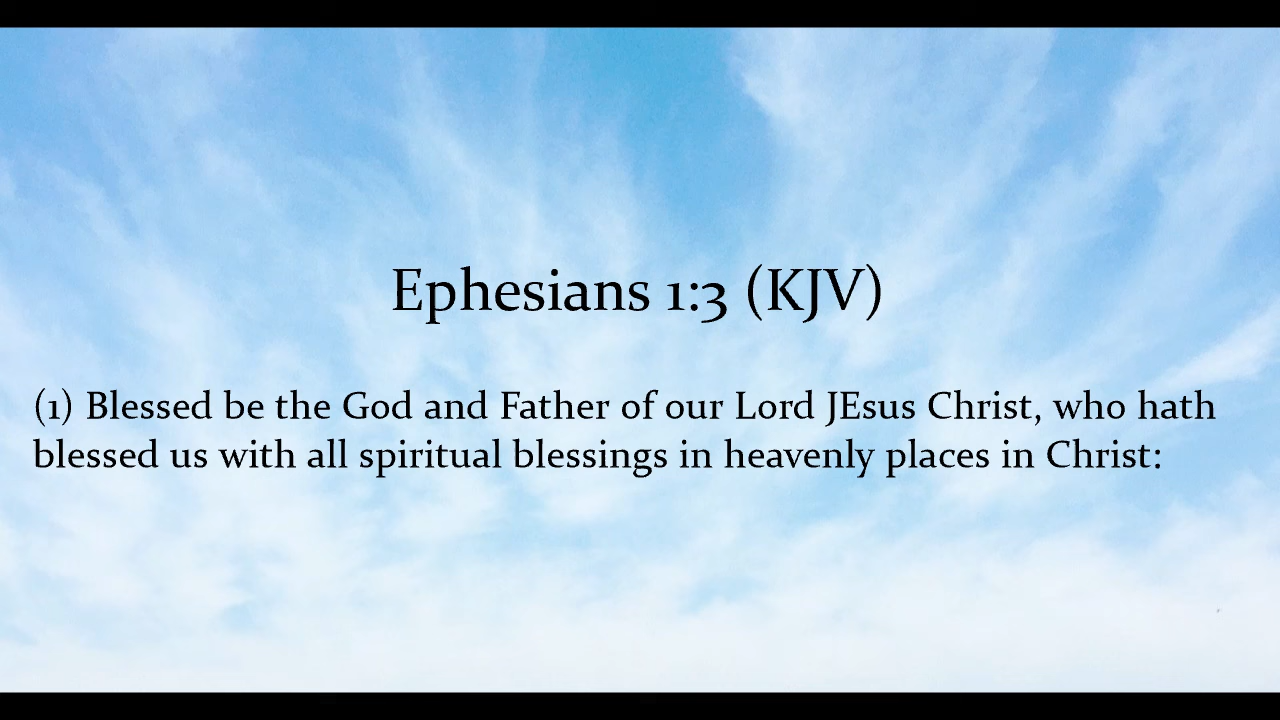 Ephesians 1:3 (KJV)
(1) Blessed be the God and Father of our Lord JEsus Christ, who hath
blessed us with all spiritual blessings in heavenly places in Christ: